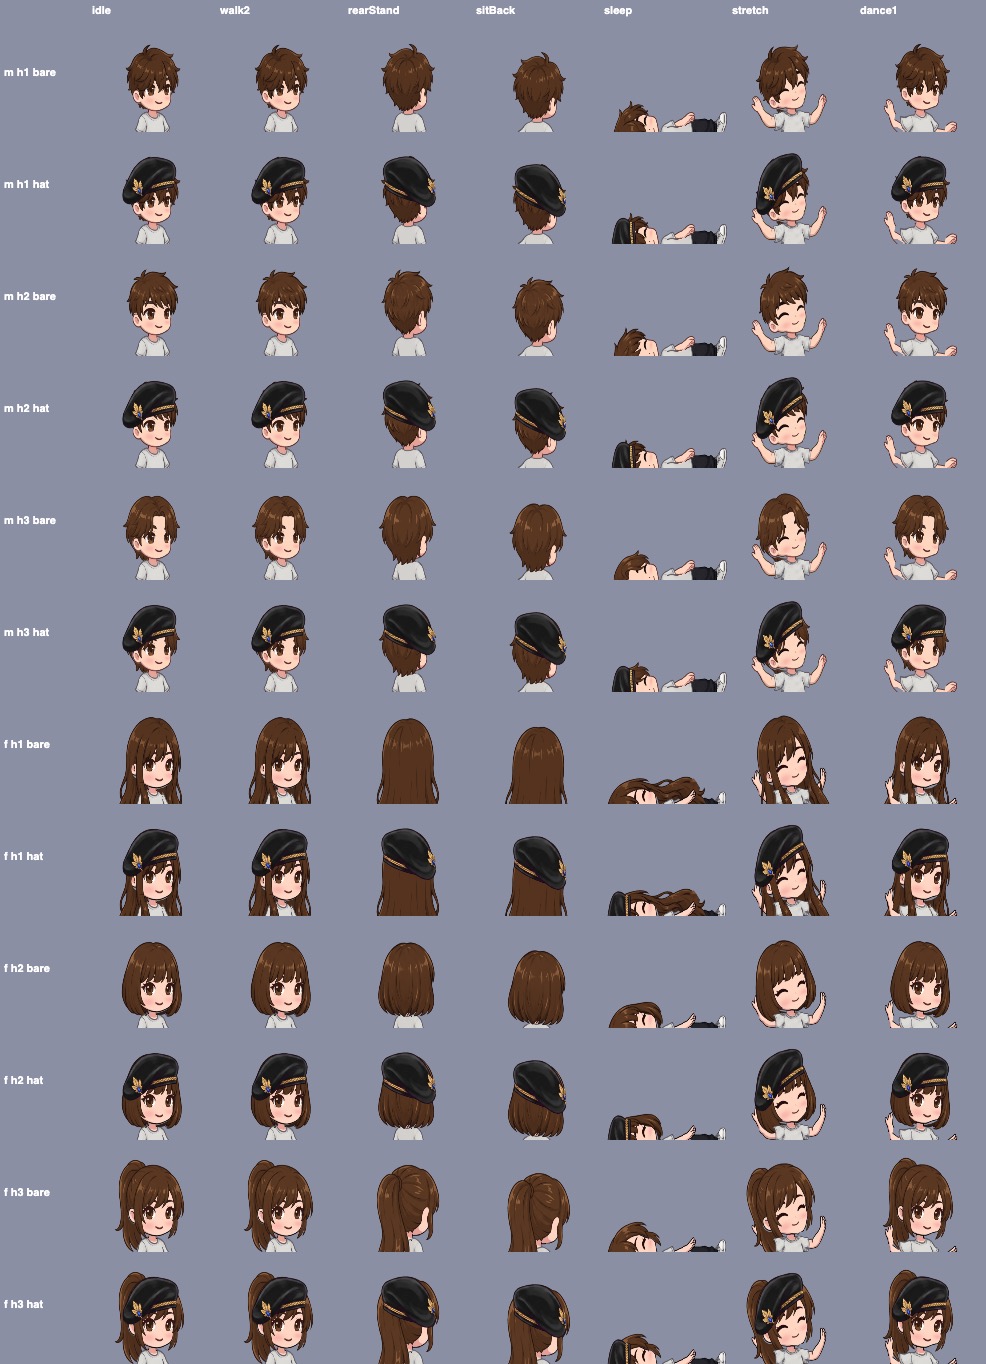 idle walk2 rearStand sitBack sleep stretch dance1
m h1 bare
m h1 hat
m h2 bare
m h2 hat
m h3 bare
m h3 hat
f h1 bare
f h1 hat
f h2 bare
f h2 hat
f h3 bare
f h3 hat